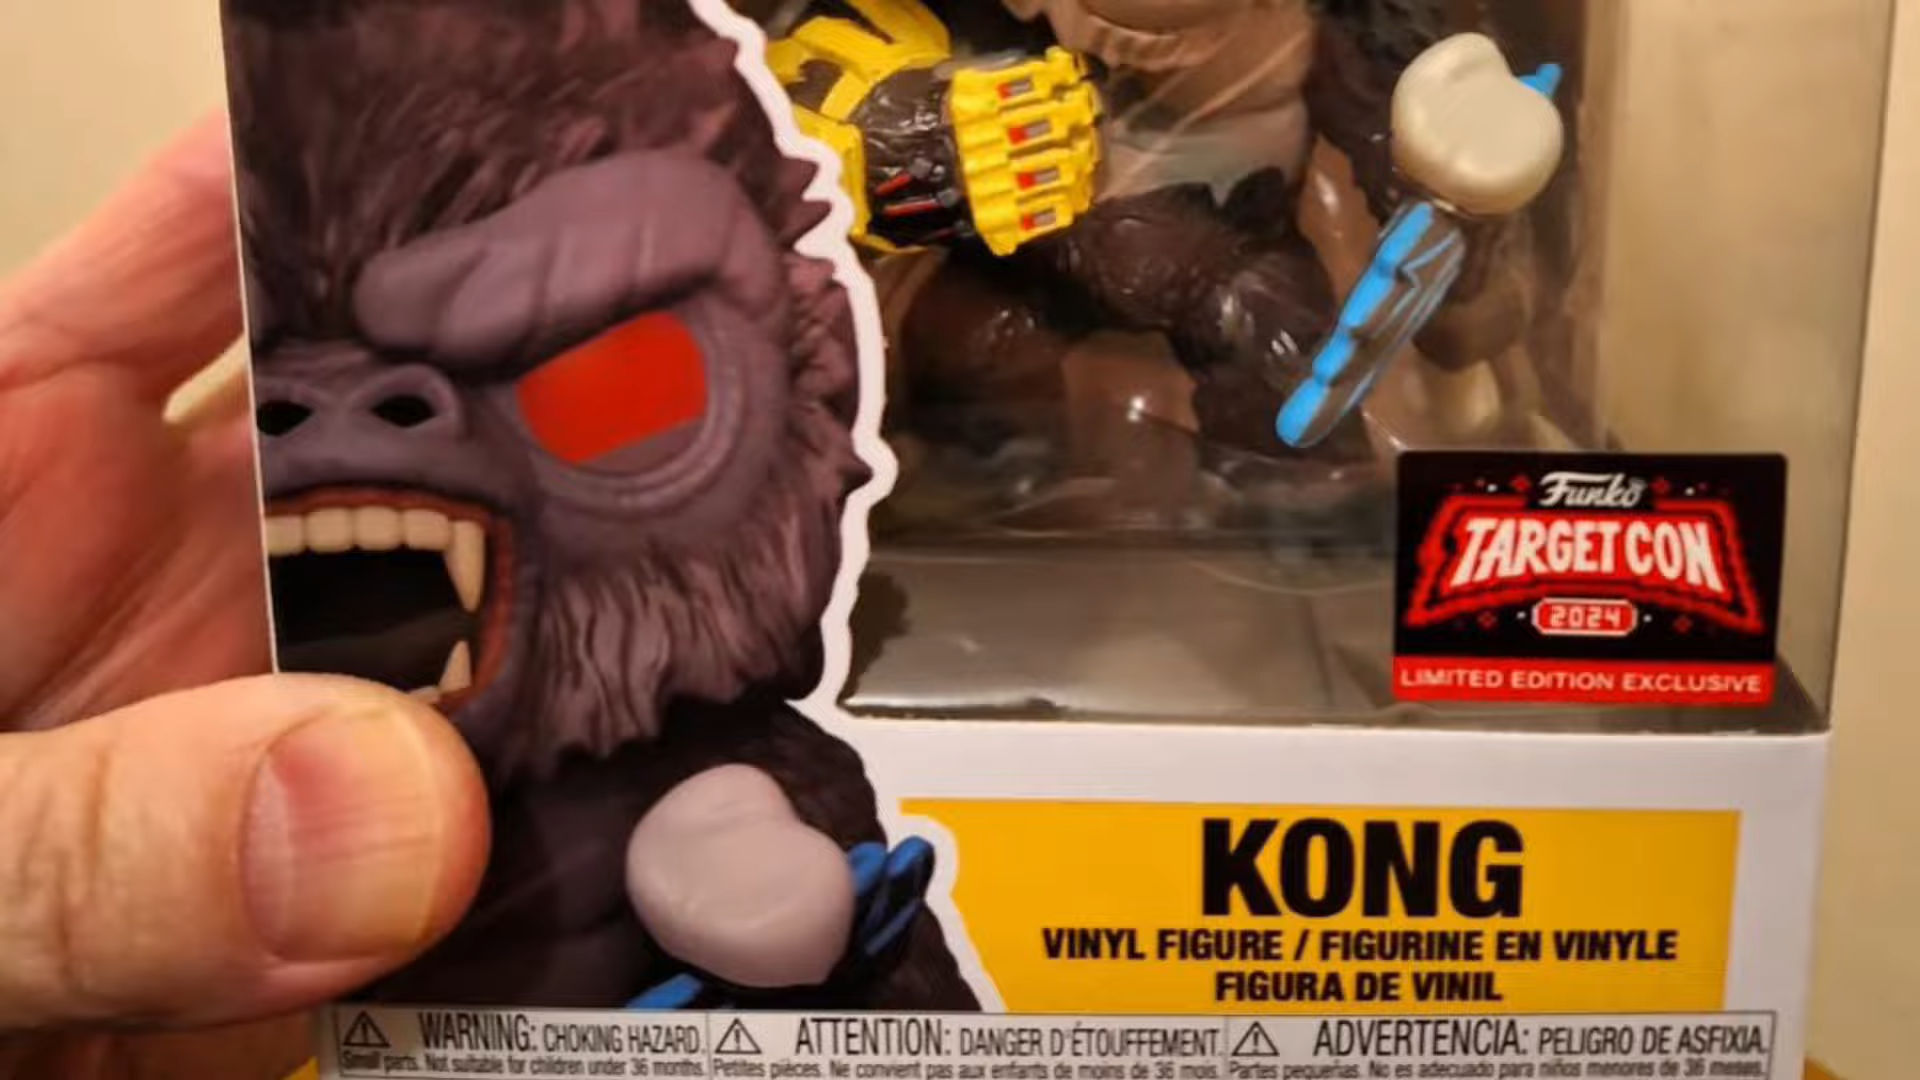 Funko
TARGET CON
2024
LIMITED EDITION EXCLUSIVE
KONG
VINYL FIGURE / FIGURINE EN VINYLE
FIGURA DE VINIL
WARNING: CHOKING HAZARD.
Small parts. Not suitable for children under 36 months.
ATTENTION: DANGER D'ÉTOUFFEMENT.
Petites pièces. Ne convient pas aux enfants de moins de 36 mois.
ADVERTENCIA: PELIGRO DE ASFIXIA.
Partes pequeñas. No es adecuado para niños menores de 36 meses.